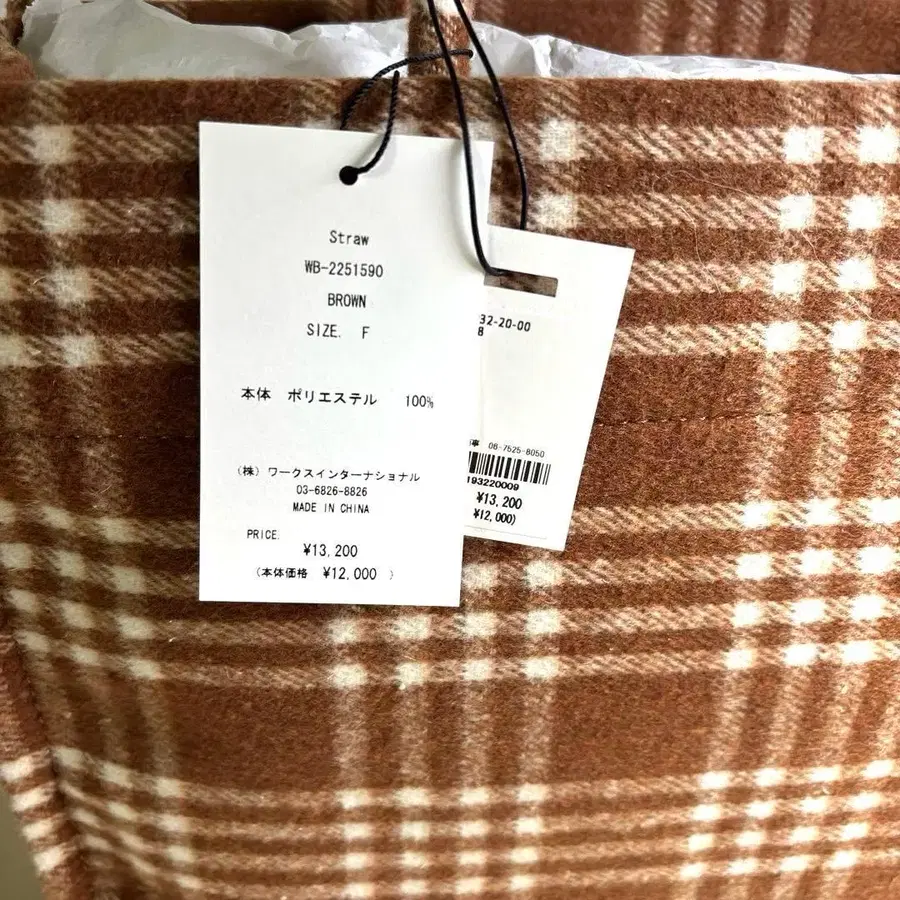 Straw
WB-2251590
BROWN
SIZE. F
本体 ポリエステル 100%
(株) ワークスインターナショナル
03-6826-8826
MADE IN CHINA
PRICE.
¥13,200
(本体価格 ¥12,000 )
32-20-00
8
06-7525-8050
193220009
¥13,200
¥12,000)